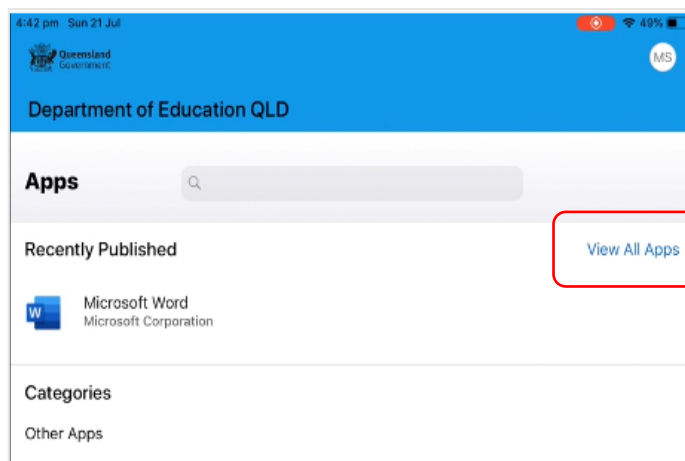 4:42 pm Sun 21 Jul 49%
Queensland
Government
MS
Department of Education QLD
Apps
Recently Published View All Apps
W
Microsoft Word
Microsoft Corporation
Categories
Other Apps